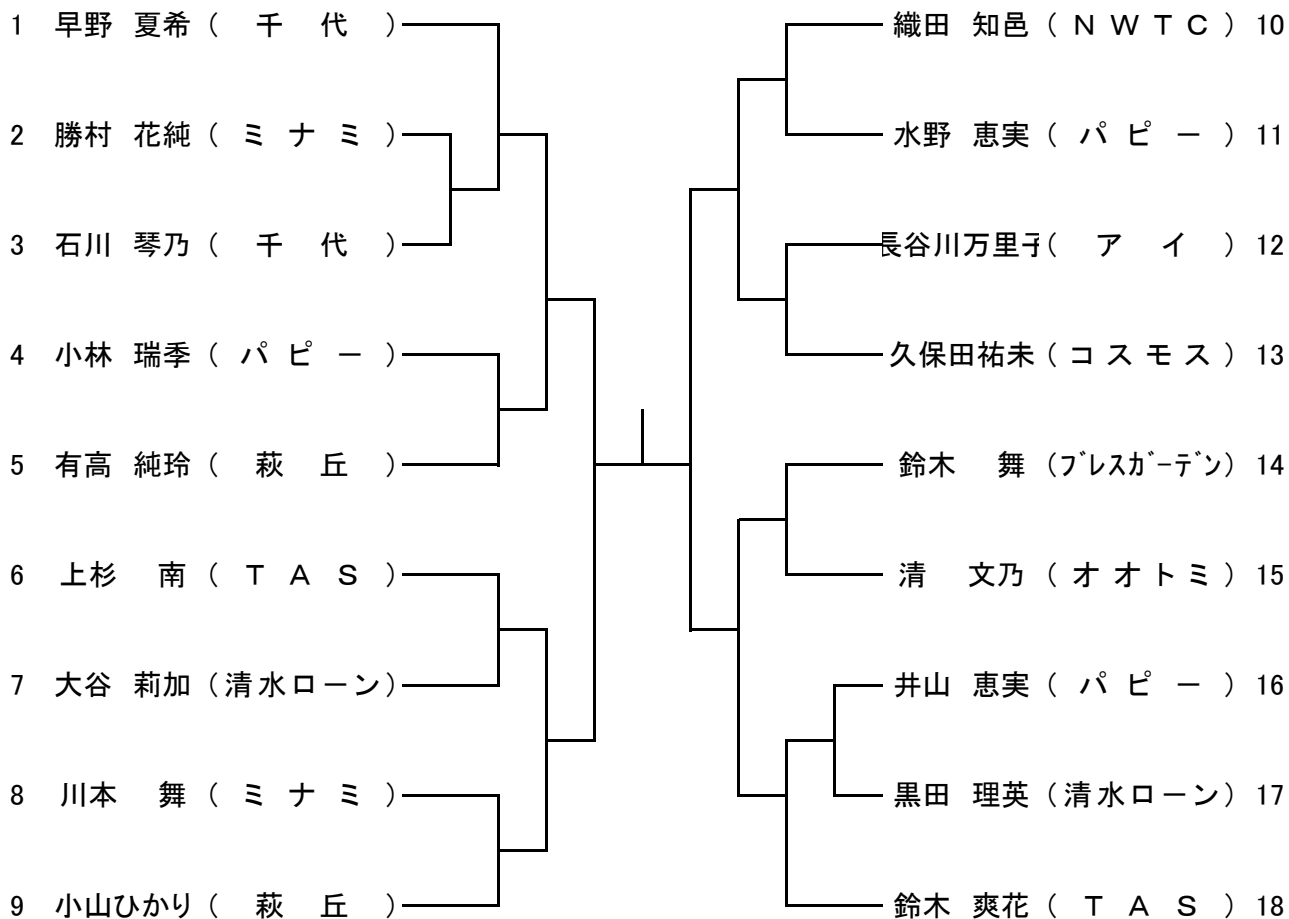 1 早野 夏希 ( 千 代 )
2 勝村 花純 ( ミ ナ ミ )
3 石川 琴乃 ( 千 代 )
4 小林 瑞季 ( パ ピ ー )
5 有高 純玲 ( 萩 丘 )
6 上杉 南 ( Ｔ Ａ Ｓ )
7 大谷 莉加 (清水ローン)
8 川本 舞 ( ミ ナ ミ )
9 小山ひかり ( 萩 丘 )
織田 知邑 ( Ｎ Ｗ Ｔ Ｃ ) 10
水野 恵実 ( パ ピ ー ) 11
長谷川万里子( ア イ ) 12
久保田祐未 ( コ ス モ ス ) 13
鈴木 舞 (ﾌﾞﾚｽｶﾞｰﾃﾞﾝ) 14
清 文乃 ( オ オ ト ミ ) 15
井山 恵実 ( パ ピ ー ) 16
黒田 理英 (清水ローン) 17
鈴木 爽花 ( Ｔ Ａ Ｓ ) 18